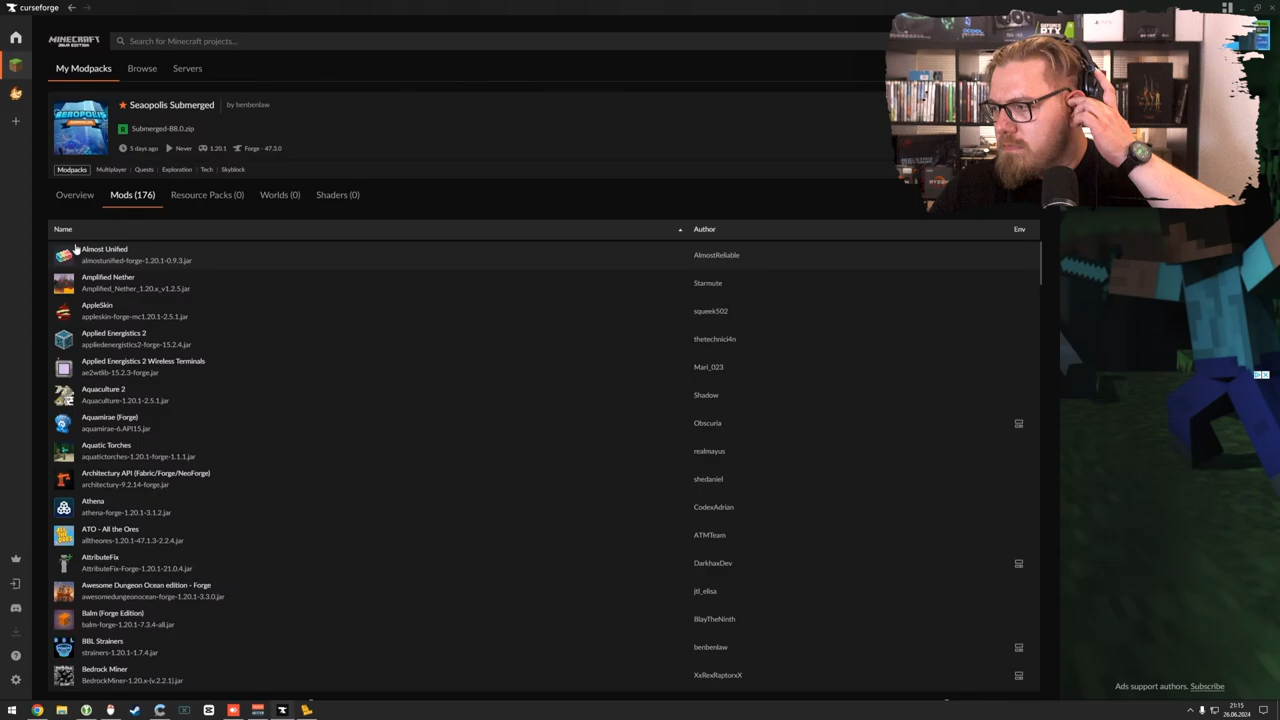 curseforge
MINECRAFT
JAVA EDITION
Search for Minecraft projects...
My Modpacks
Browse
Servers
SEAOPOLIS
SUBMERGED
Seaopolis Submerged
by benbenlaw
R
Submerged-B8.0.zip
5 days ago
Never
1.20.1
Forge - 47.3.0
Modpacks
Multiplayer
Quests
Exploration
Tech
Skyblock
Overview
Mods (176)
Resource Packs (0)
Worlds (0)
Shaders (0)
Name
Author
Env
Almost Unified
almostunified-forge-1.20.1-0.9.3.jar
AlmostReliable
Amplified Nether
Amplified_Nether_1.20.x_v1.2.5.jar
Starmute
AppleSkin
appleskin-forge-mc1.20.1-2.5.1.jar
squeek502
Applied Energistics 2
appliedenergistics2-forge-15.2.4.jar
thetechnici4n
Applied Energistics 2 Wireless Terminals
ae2wtlib-15.2.3-forge.jar
Mari_023
Aquaculture 2
Aquaculture-1.20.1-2.5.1.jar
Shadow
Aquamirae (Forge)
aquamirae-6.API15.jar
Obscuria
Aquatic Torches
aquatictorches-1.20.1-forge-1.1.1.jar
realmayus
Architectury API (Fabric/Forge/NeoForge)
architectury-9.2.14-forge.jar
shedaniel
Athena
athena-forge-1.20.1-3.1.2.jar
CodexAdrian
ATO - All the Ores
alltheores-1.20.1-47.1.3-2.2.4.jar
ATMTeam
AttributeFix
AttributeFix-Forge-1.20.1-21.0.4.jar
DarkhaxDev
Awesome Dungeon Ocean edition - Forge
awesomedungeonocean-forge-1.20.1-3.3.0.jar
jtl_elisa
Balm (Forge Edition)
balm-forge-1.20.1-7.3.4-all.jar
BlayTheNinth
BBL Strainers
strainers-1.20.1-1.7.4.jar
benbenlaw
Bedrock Miner
BedrockMiner-1.20.x-(v.2.2.1).jar
XxRexRaptorxX
Ads support authors. Subscribe
21:15
26.06.2024